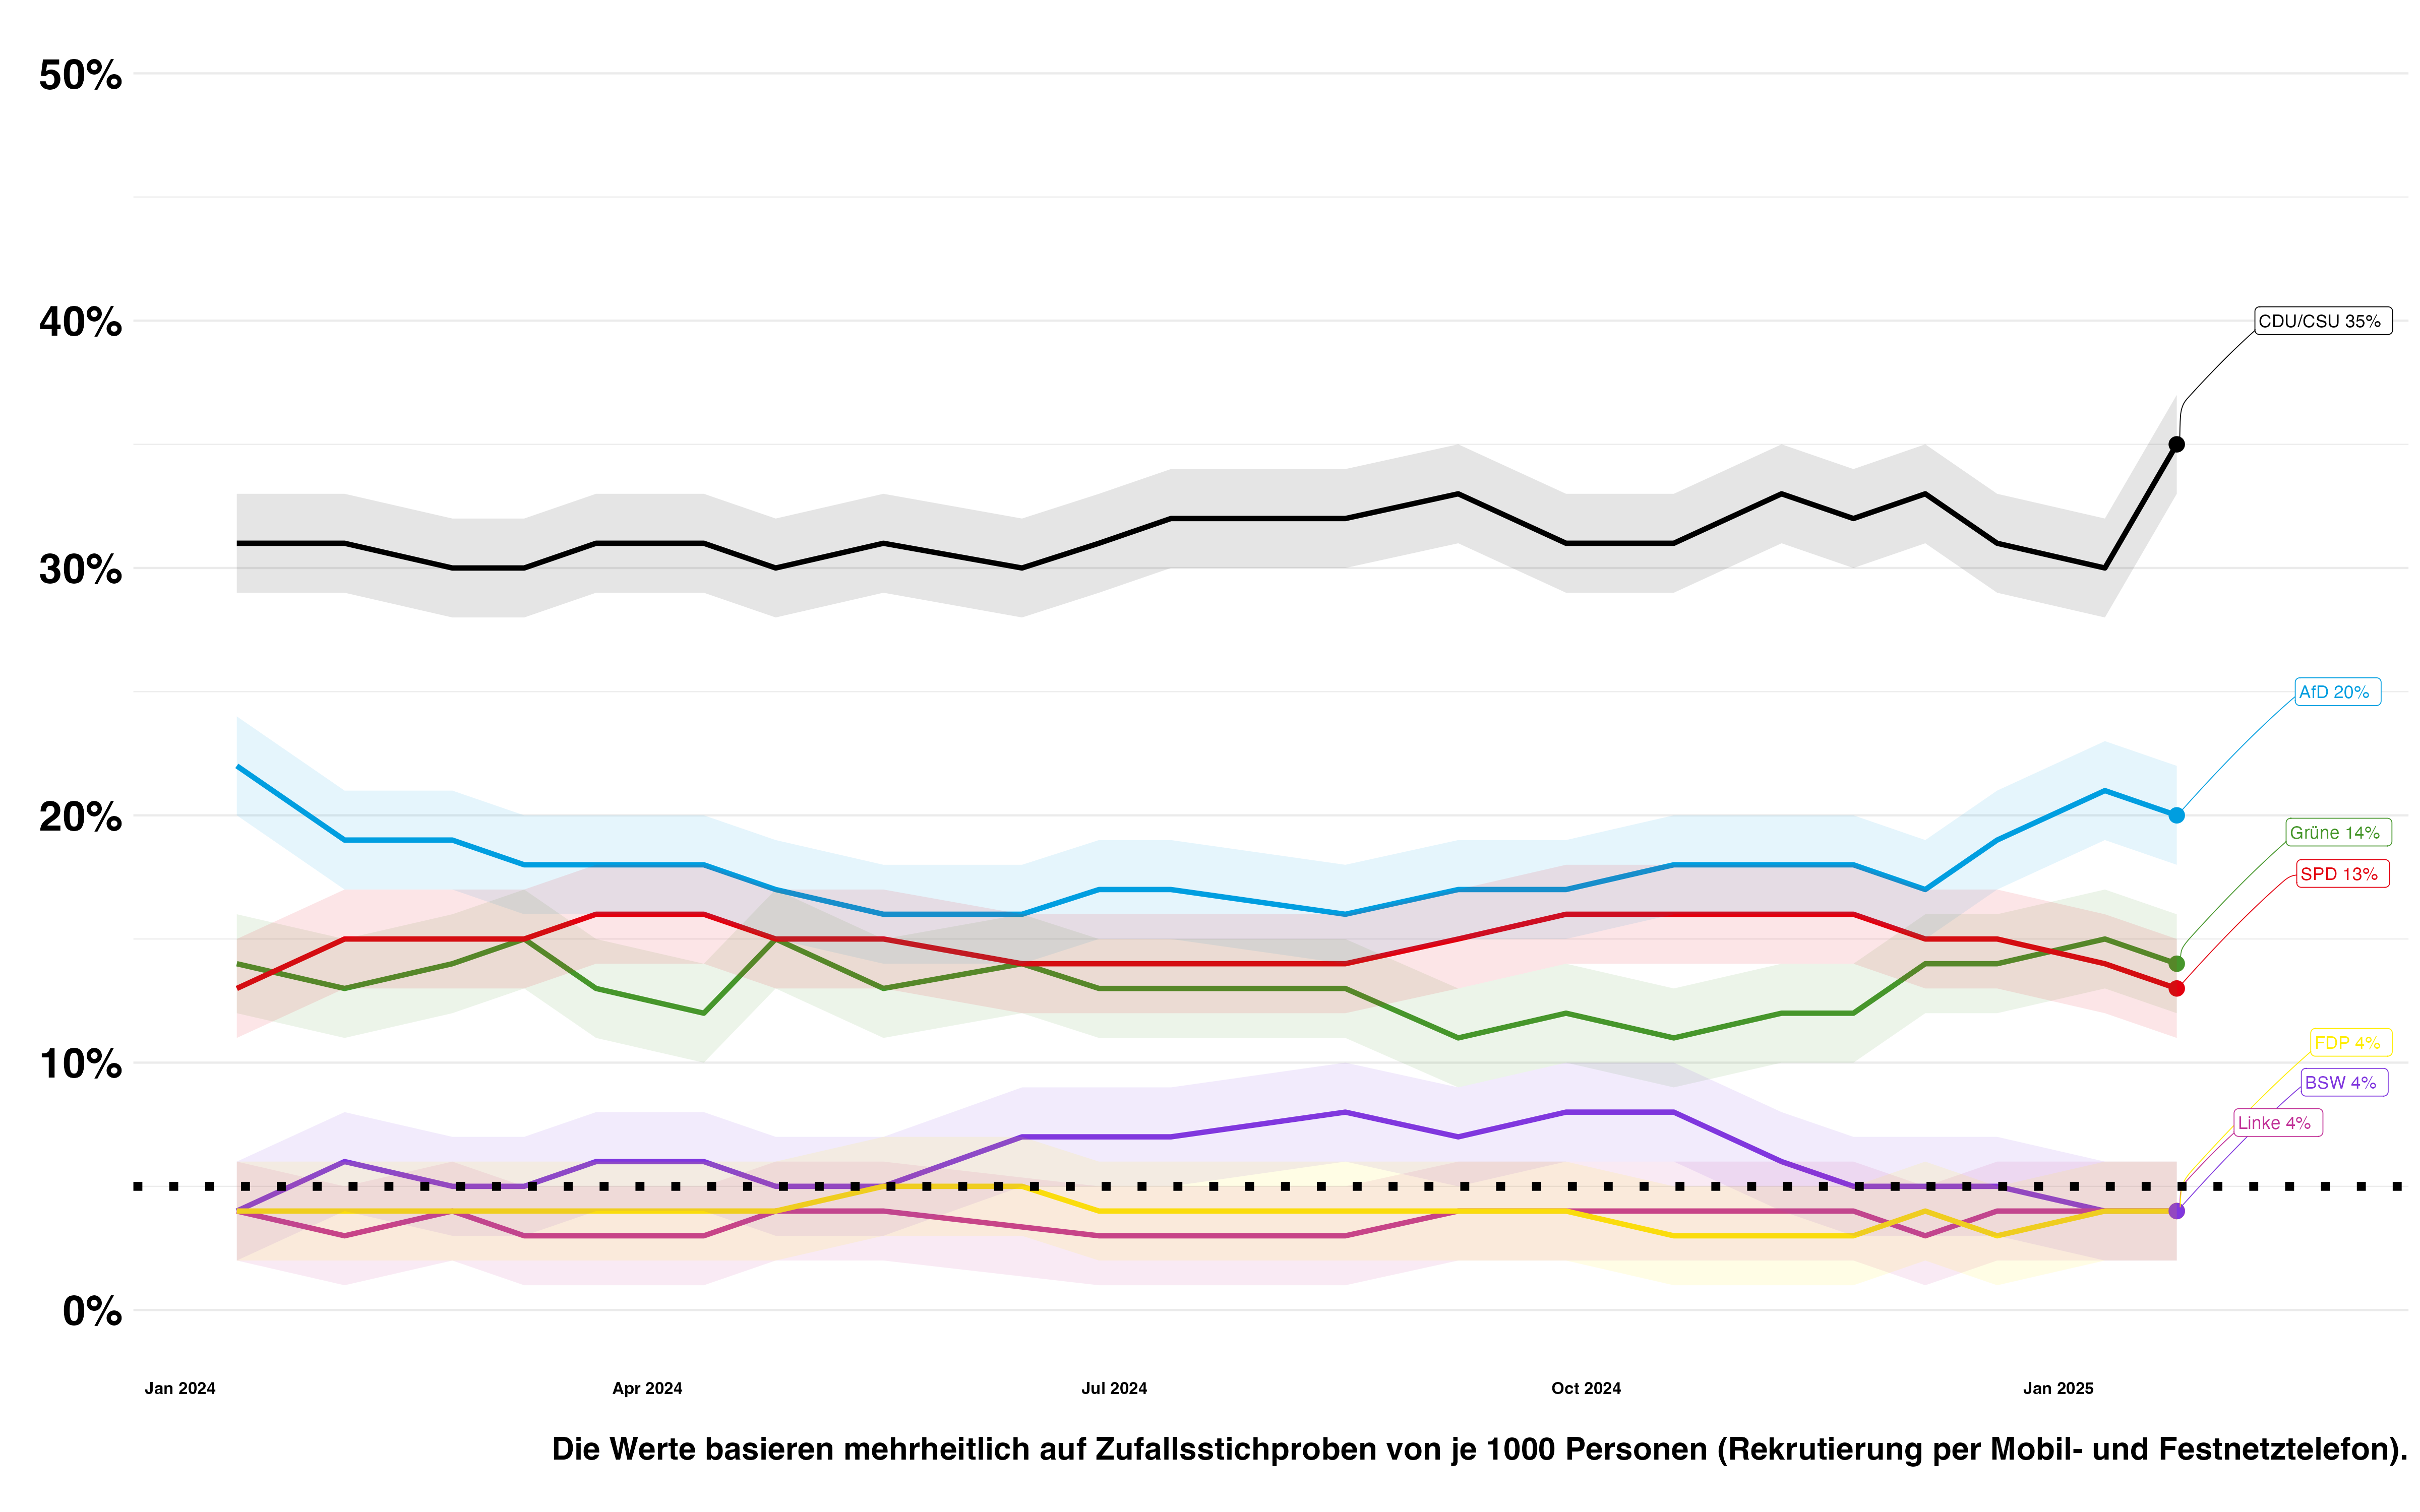 50%
40%
CDU/CSU 35%
30%
AfD 20%
20%
Grüne 14%
SPD 13%
10%
FDP 4%
BSW 4%
Linke 4%
0%
Jan 2024
Apr 2024
Jul 2024
Oct 2024
Jan 2025
Die Werte basieren mehrheitlich auf Zufallsstichproben von je 1000 Personen (Rekrutierung per Mobil- und Festnetztelefon).